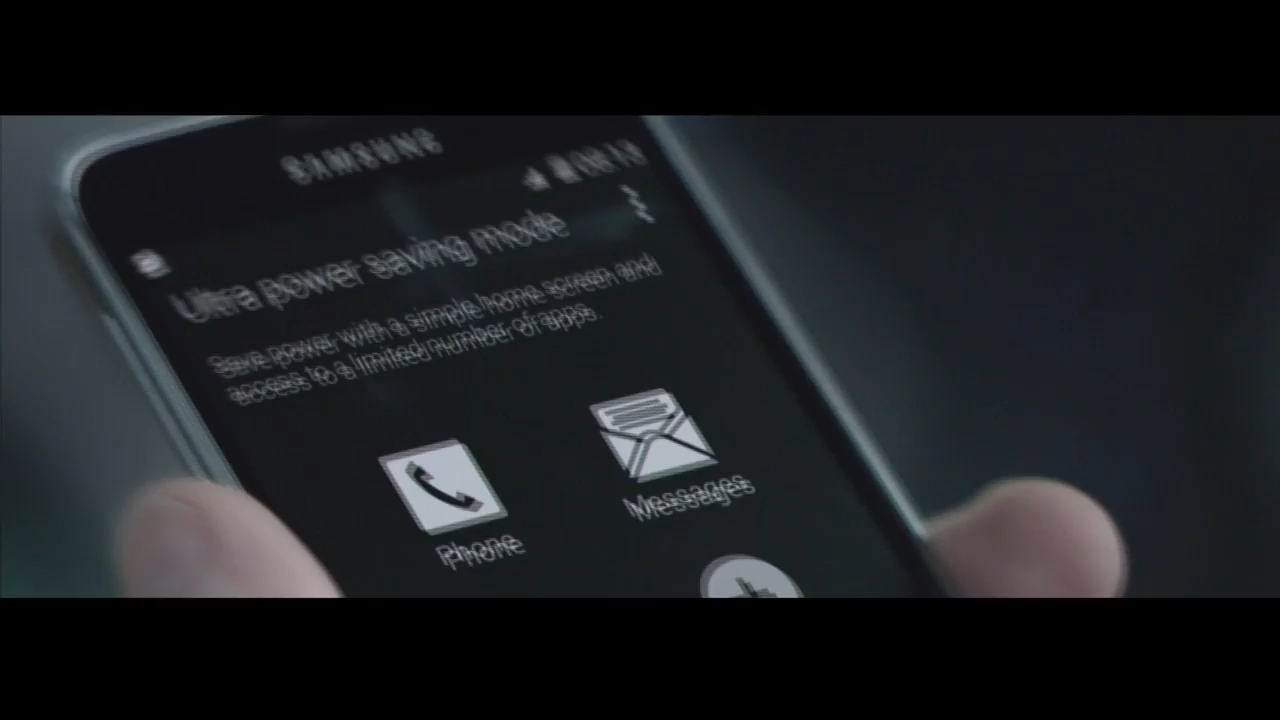 SAMSUNG
Ultra power saving mode
Save power with a simple home screen and
access to a limited number of apps.
Phone
Messages